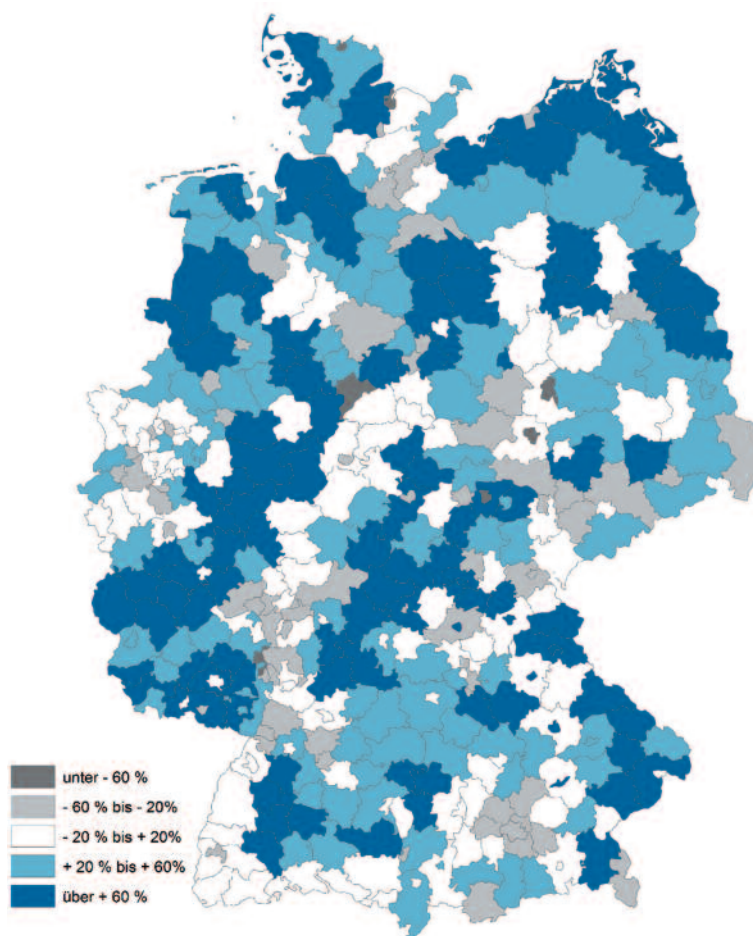 unter - 60 %
- 60 % bis - 20%
- 20 % bis + 20%
+ 20 % bis + 60%
über + 60 %